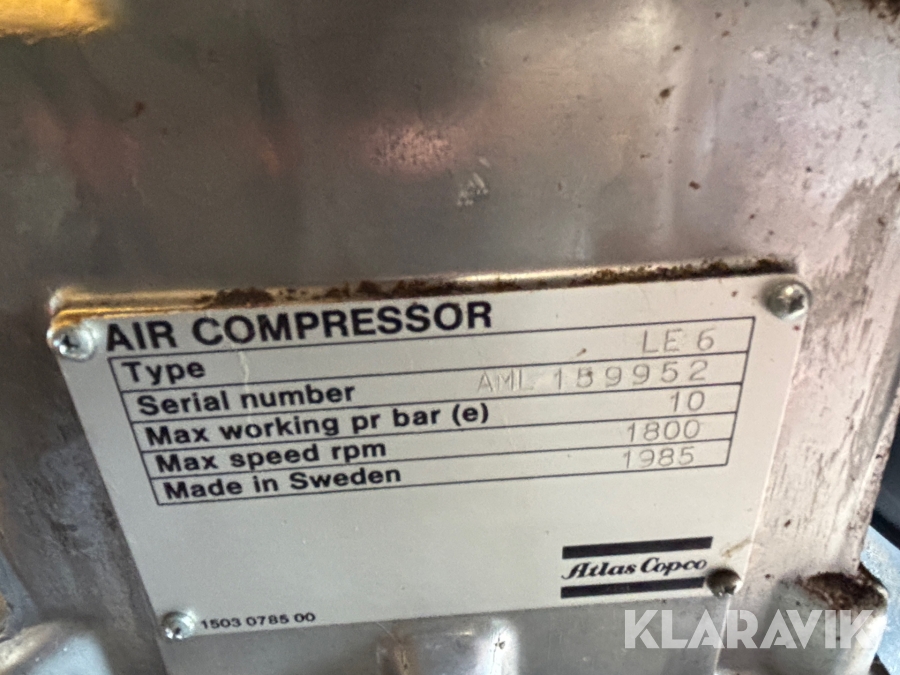 AIR COMPRESSOR
Type LE 6
Serial number AML 159952
Max working pr bar (e) 10
Max speed rpm 1800
Made in Sweden 1985
Atlas Copco
1503 0785 00
KLARAVIK